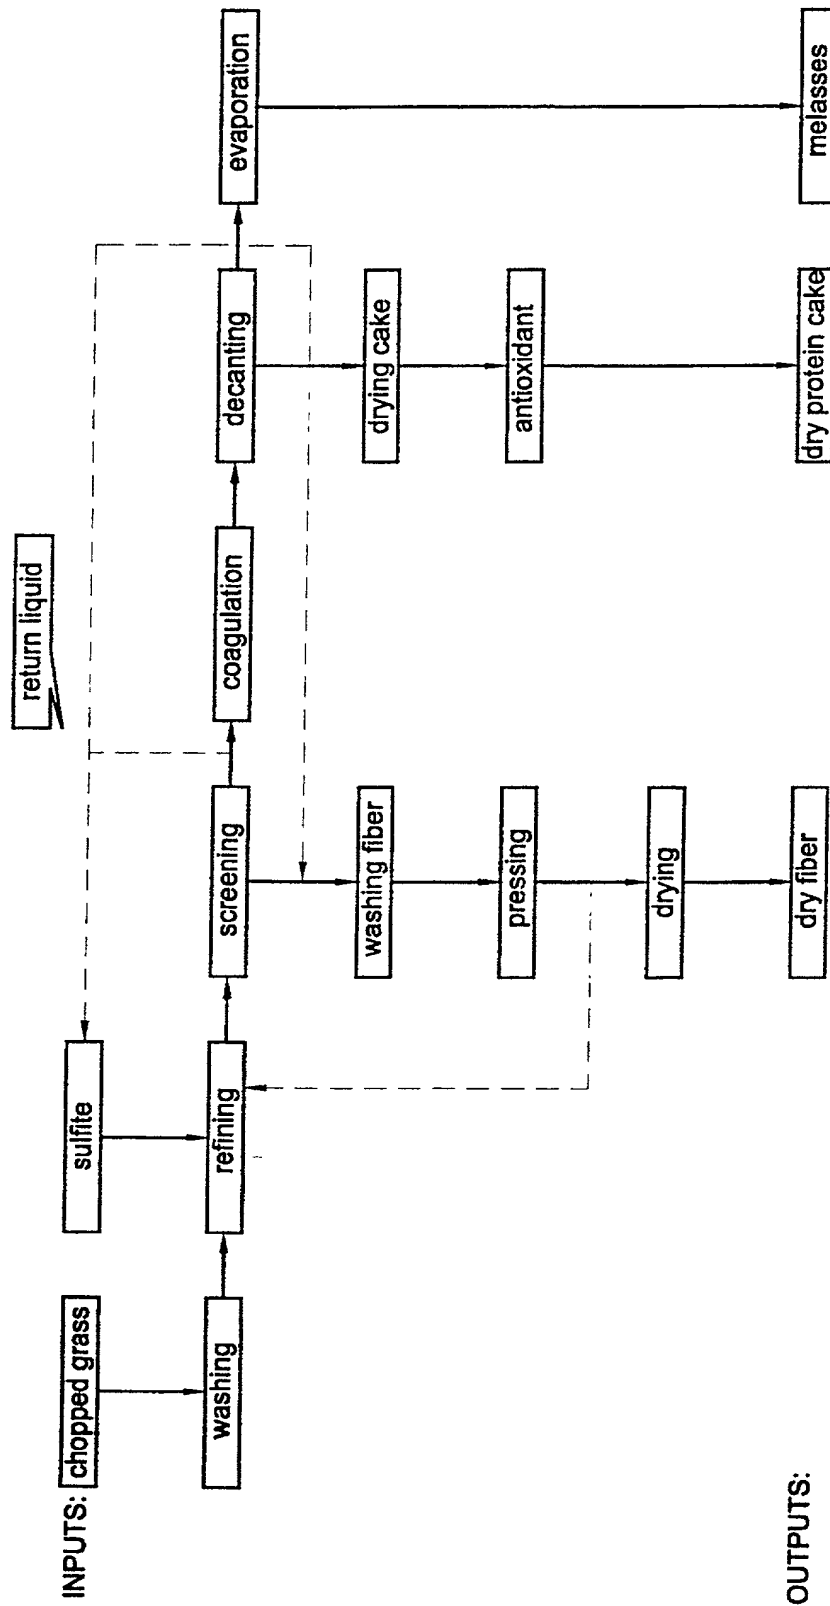 return liquid
INPUTS:
chopped grass
sulfite
washing
refining
screening
coagulation
decanting
evaporation
washing fiber
drying cake
pressing
antioxidant
drying
OUTPUTS:
dry fiber
dry protein cake
melasses